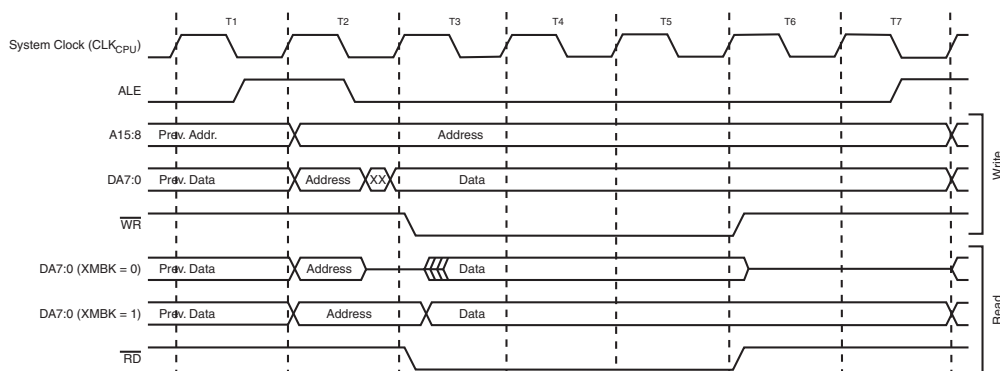 T1 T2 T3 T4 T5 T6 T7
System Clock (CLKCPU)
ALE
A15:8 Prev. Addr. Address
DA7:0 Prev. Data Address XX Data
WR
Write
DA7:0 (XMBK = 0) Prev. Data Address Data
DA7:0 (XMBK = 1) Prev. Data Address Data
RD
Read